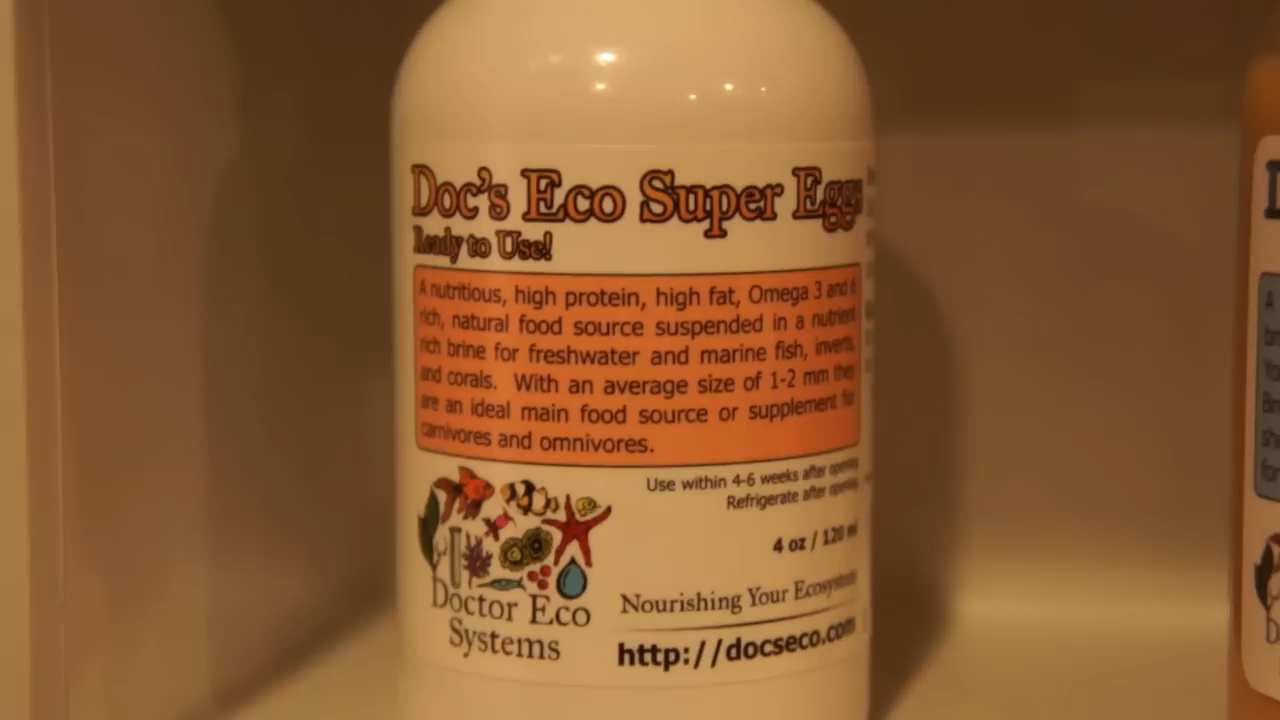 Doc's Eco Super Eggs
Ready to Use!
A nutritious, high protein, high fat, Omega 3 and 6
rich, natural food source suspended in a nutrient
rich brine for freshwater and marine fish, inverts,
and corals. With an average size of 1-2 mm they
are an ideal main food source or supplement for
carnivores and omnivores.
Use within 4-6 weeks after opening
Refrigerate after opening
4 oz / 120 ml
Doctor Eco
Systems
Nourishing Your Ecosystem
http://docseco.com